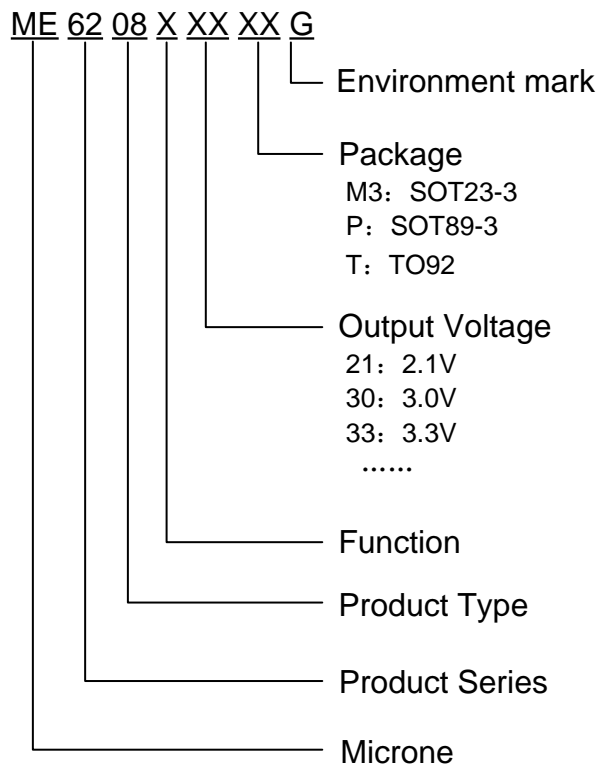 ME 62 08 X XX XX G
Environment mark
Package
M3：SOT23-3
P：SOT89-3
T：TO92
Output Voltage
21：2.1V
30：3.0V
33：3.3V
……
Function
Product Type
Product Series
Microne